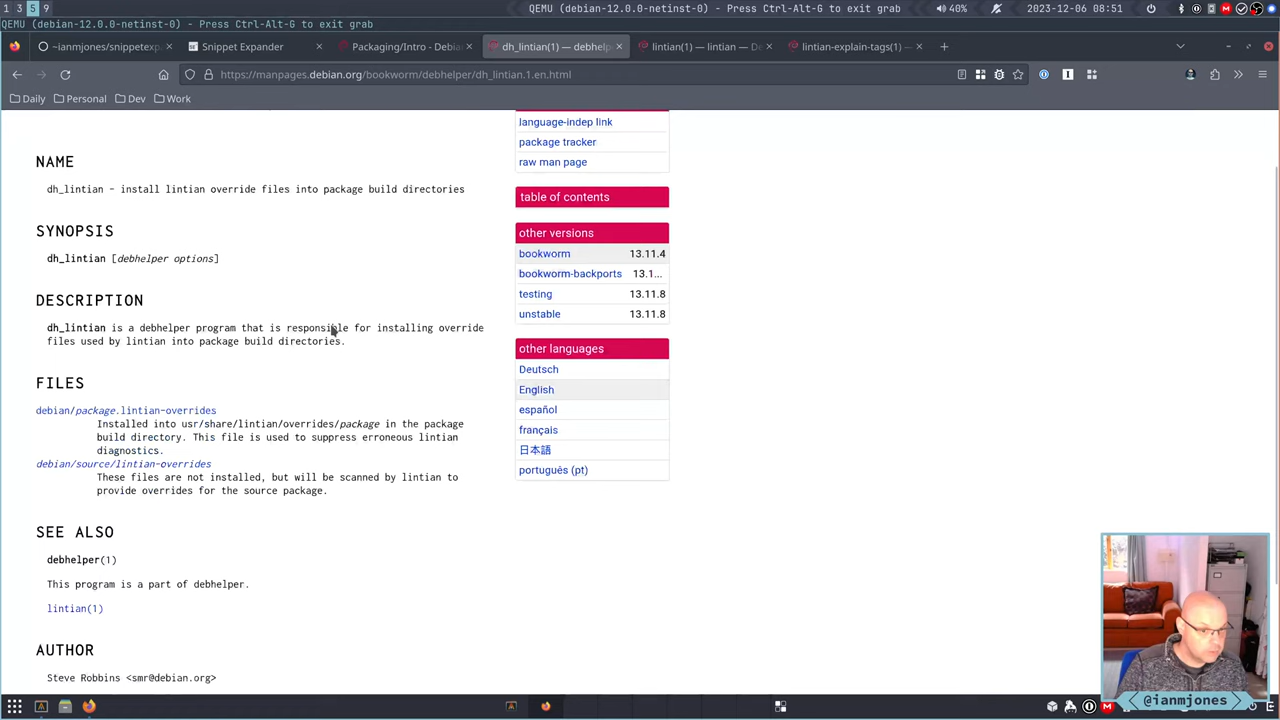 1 3 5 9
QEMU (debian-12.0.0-netinst-0) - Press Ctrl-Alt-G to exit grab
40%
2023-12-06 08:51
QEMU (debian-12.0.0-netinst-0) - Press Ctrl-Alt-G to exit grab
~ianmjones/snippetexp
Snippet Expander
Packaging/Intro - Debia
dh_lintian(1) — debhelp
lintian(1) — lintian — De
lintian-explain-tags(1) —
https://manpages.debian.org/bookworm/debhelper/dh_lintian.1.en.html
Daily
Personal
Dev
Work
language-indep link
package tracker
raw man page
table of contents
other versions
bookworm 13.11.4
bookworm-backports 13.1...
testing 13.11.8
unstable 13.11.8
other languages
Deutsch
English
español
français
日本語
português (pt)
NAME
dh_lintian - install lintian override files into package build directories
SYNOPSIS
dh_lintian [debhelper options]
DESCRIPTION
dh_lintian is a debhelper program that is responsible for installing override
files used by lintian into package build directories.
FILES
debian/package.lintian-overrides
Installed into usr/share/lintian/overrides/package in the package
build directory. This file is used to suppress erroneous lintian
diagnostics.
debian/source/lintian-overrides
These files are not installed, but will be scanned by lintian to
provide overrides for the source package.
SEE ALSO
debhelper(1)
This program is a part of debhelper.
lintian(1)
AUTHOR
Steve Robbins <smr@debian.org>
@ianmjones